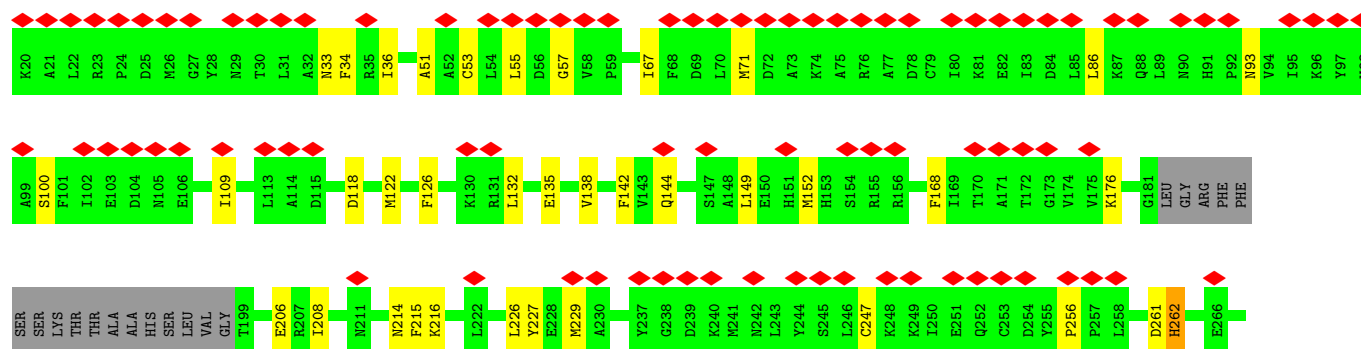 K20 A21 L22 R23 P24 D25 M26 G27 Y28 N29 T30 L31 A32 N33 F34 R35 I36 A51 A52 C53 L54 L55 D56 G57 V58 P59 I67 F68 D69 L70 M71 D72 A73 K74 A75 R76 A77 D78 C79 I80 K81 E82 I83 D84 L85 L86 K87 Q88 L89 N90 H91 P92 N93 V94 I95 K96 Y97
A99 S100 F101 I102 E103 D104 N105 E106 I109 L113 A114 D115 D118 M122 F126 K130 R131 L132 E135 V138 F142 V143 Q144 S147 A148 L149 E150 H151 M152 H153 S154 R155 R156 F168 I169 T170 A171 T172 G173 V174 V175 K176 G181 LEU GLY ARG PHE PHE
SER SER LYS THR THR ALA ALA HIS SER LEU VAL GLY T199 E206 R207 I208 N211 N214 F215 K216 L222 L226 Y227 E228 M229 A230 Y237 G238 D239 K240 M241 N242 L243 Y244 S245 L246 C247 K248 K249 I250 E251 Q252 C253 D254 Y255 P256 P257 L258 D261 H262 E266